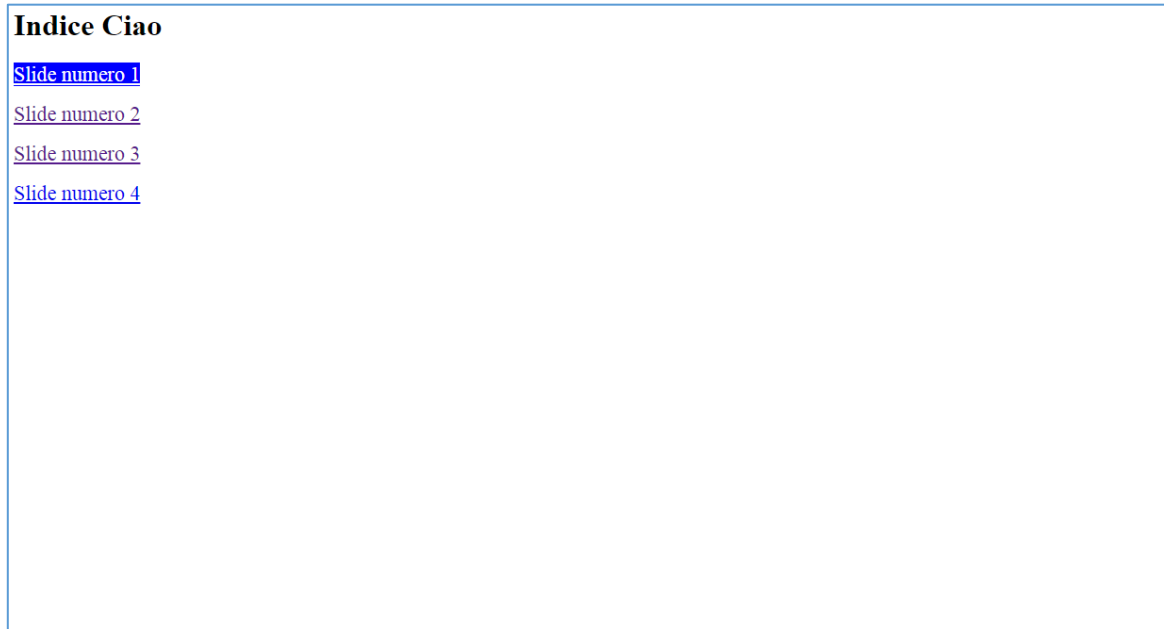 Indice Ciao
Slide numero 1
Slide numero 2
Slide numero 3
Slide numero 4